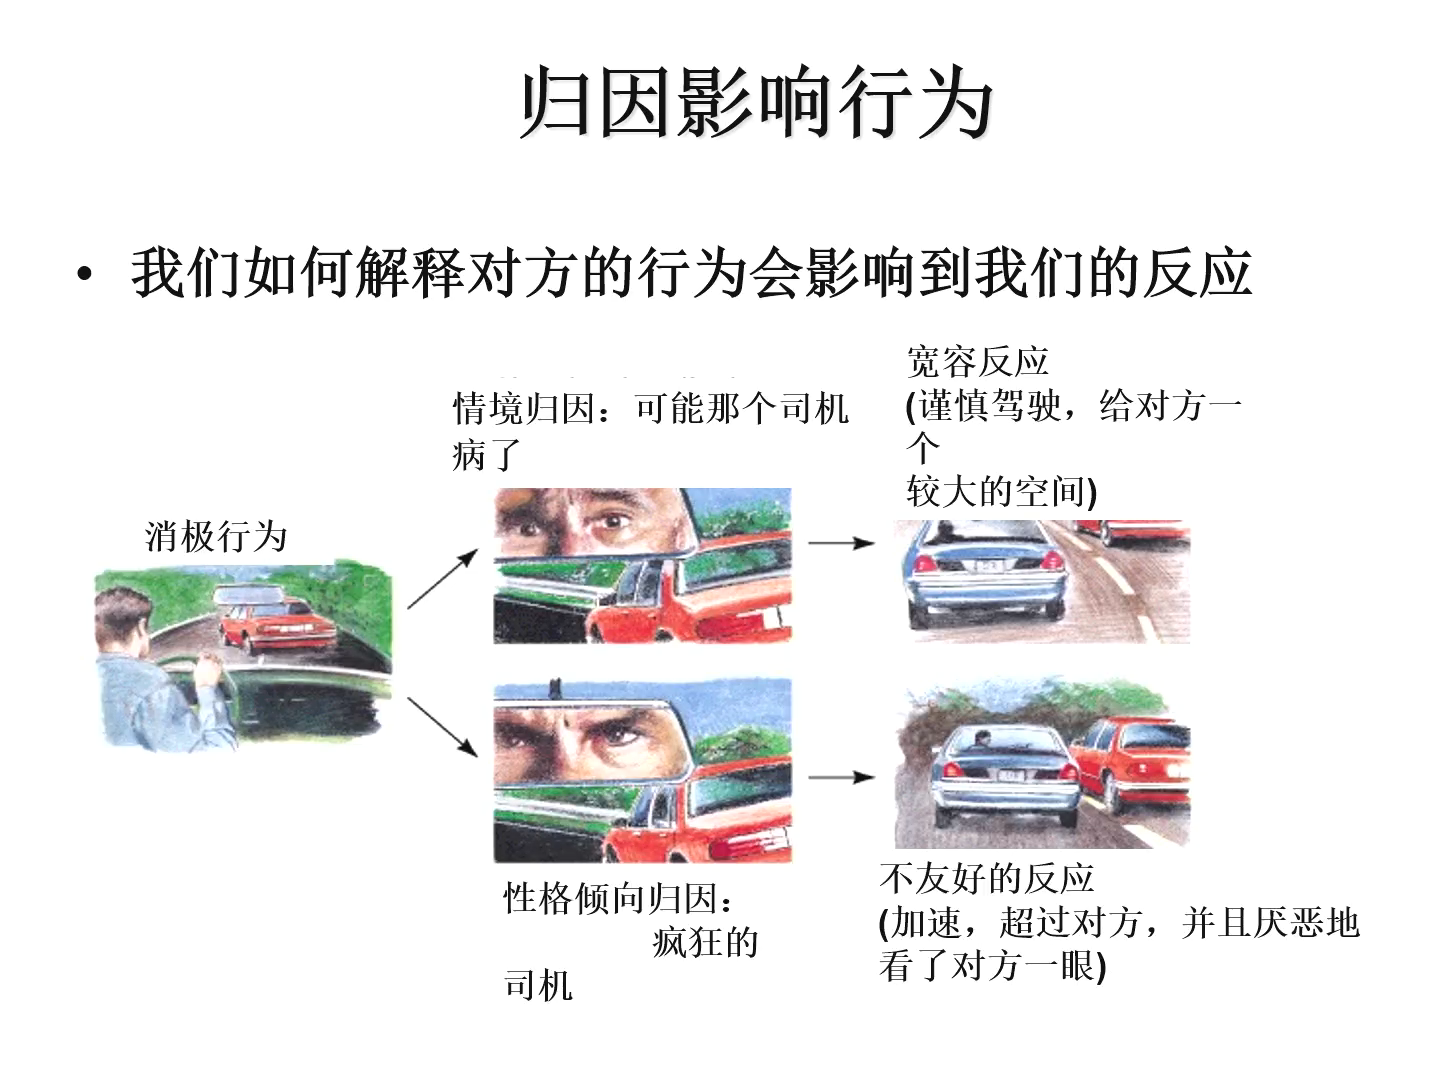 归因影响行为
• 我们如何解释对方的行为会影响到我们的反应
消极行为
情境归因：可能那个司机
病了
宽容反应
(谨慎驾驶，给对方一
个
较大的空间)
性格倾向归因：
疯狂的
司机
不友好的反应
(加速，超过对方，并且厌恶地
看了对方一眼)